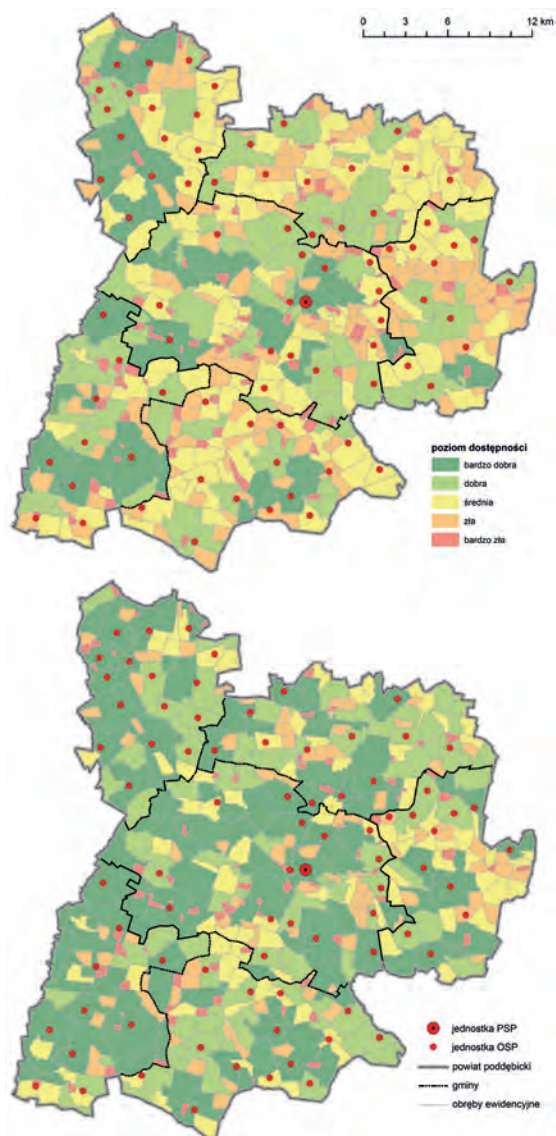 0 3 6 12 km
poziom dostępności
bardzo dobra
dobra
średnia
zła
bardzo zła
jednostka PSP
jednostka OSP
powiat poddębicki
gminy
obręby ewidencyjne